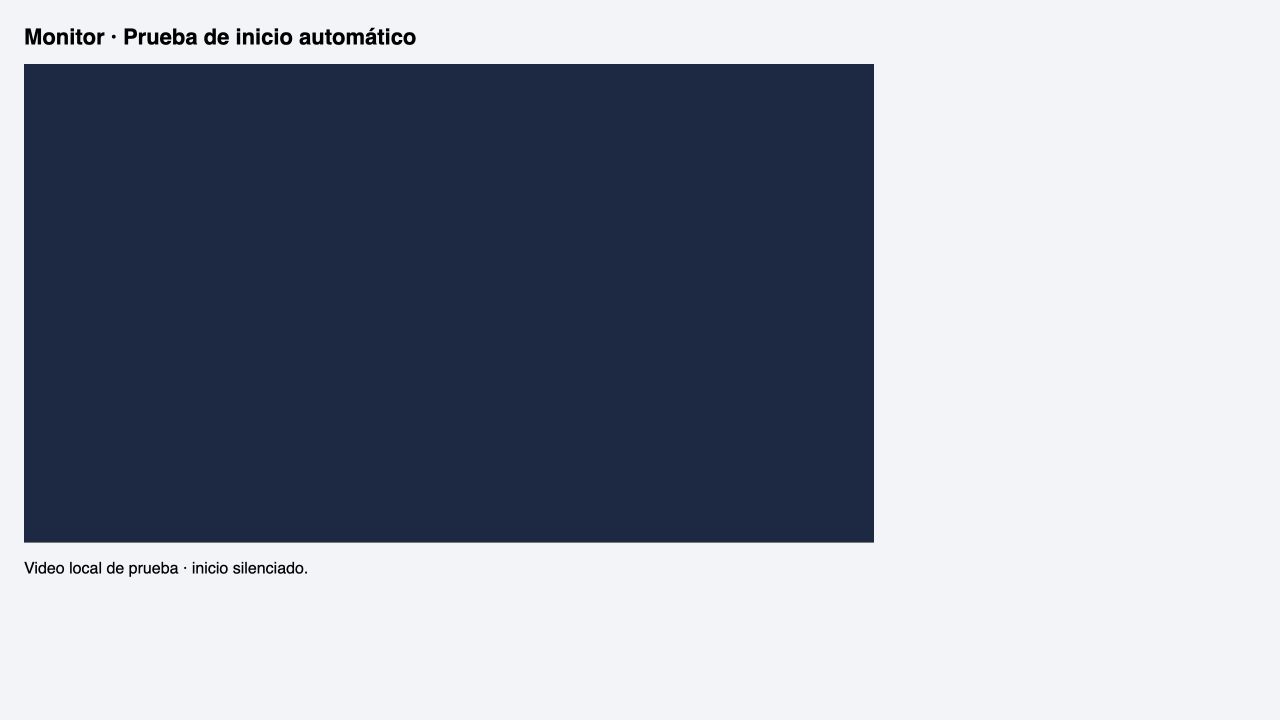 Monitor · Prueba de inicio automático
Video local de prueba · inicio silenciado.